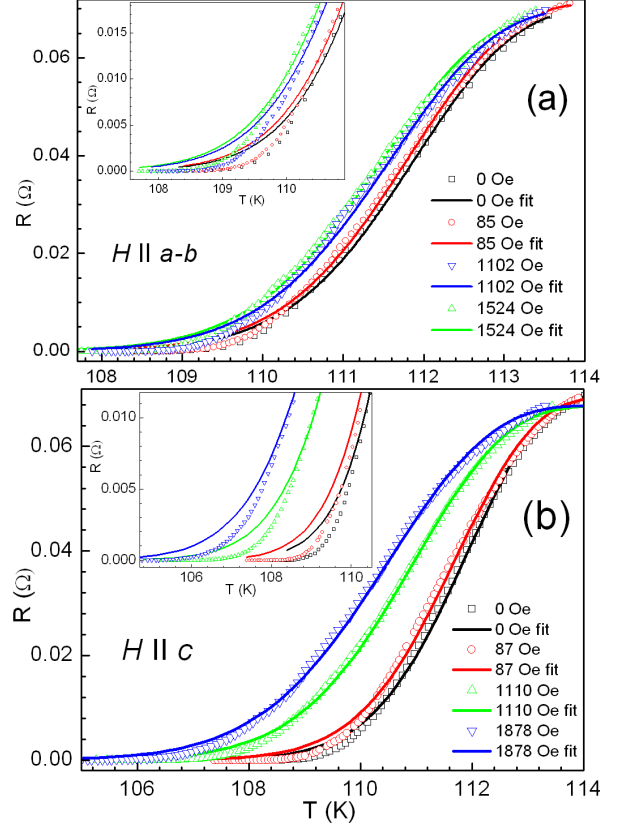 0.015
0.010
0.005
0.000
R (Ω)
108
109
110
T (K)
(a)
0.06
0.04
0.02
0.00
R (Ω)
H II a-b
0 Oe
0 Oe fit
85 Oe
85 Oe fit
1102 Oe
1102 Oe fit
1524 Oe
1524 Oe fit
108
109
110
111
112
113
114
0.010
0.005
0.000
R (Ω)
106
108
110
T (K)
(b)
0.06
0.04
0.02
0.00
R (Ω)
H II c
0 Oe
0 Oe fit
87 Oe
87 Oe fit
1110 Oe
1110 Oe fit
1878 Oe
1878 Oe fit
106
108
110
112
114
T (K)